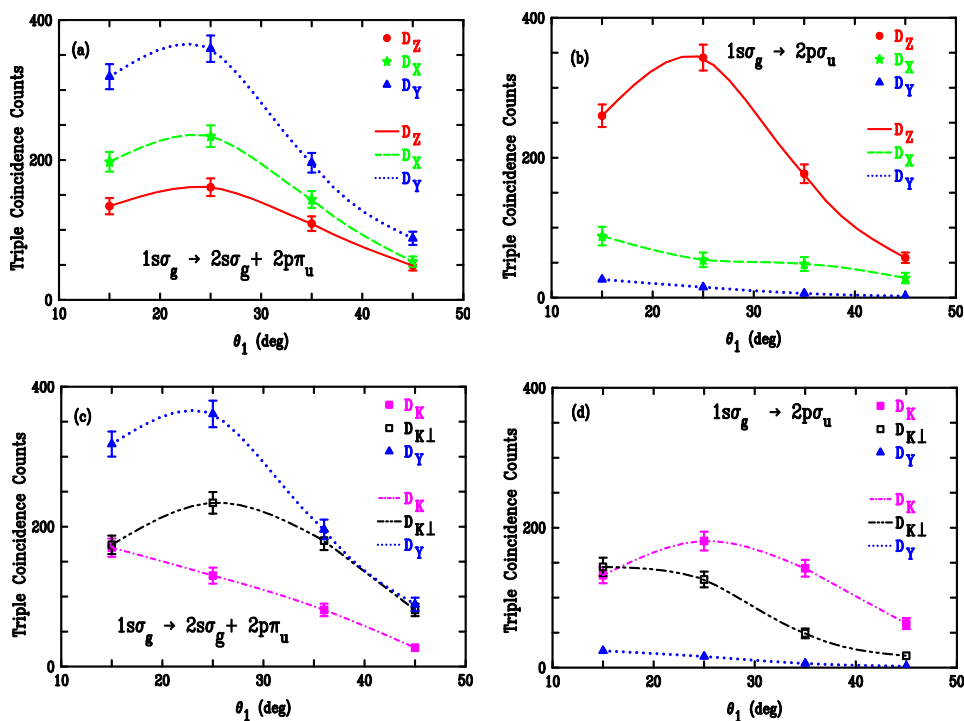 (a)
D_Z
D_X
D_Y
D_Z
D_X
D_Y
1sσ_g → 2sσ_g + 2pπ_u
Triple Coincidence Counts
400
200
0
10 20 30 40 50
θ_1 (deg)
(b)
1sσ_g → 2pσ_u
D_Z
D_X
D_Y
D_Z
D_X
D_Y
Triple Coincidence Counts
400
200
0
10 20 30 40 50
θ_1 (deg)
(c)
D_K
D_K⊥
D_Y
D_K
D_K⊥
D_Y
1sσ_g → 2sσ_g + 2pπ_u
Triple Coincidence Counts
400
200
0
10 20 30 40 50
θ_1 (deg)
(d)
1sσ_g → 2pσ_u
D_K
D_K⊥
D_Y
D_K
D_K⊥
D_Y
Triple Coincidence Counts
400
200
0
10 20 30 40 50
θ_1 (deg)